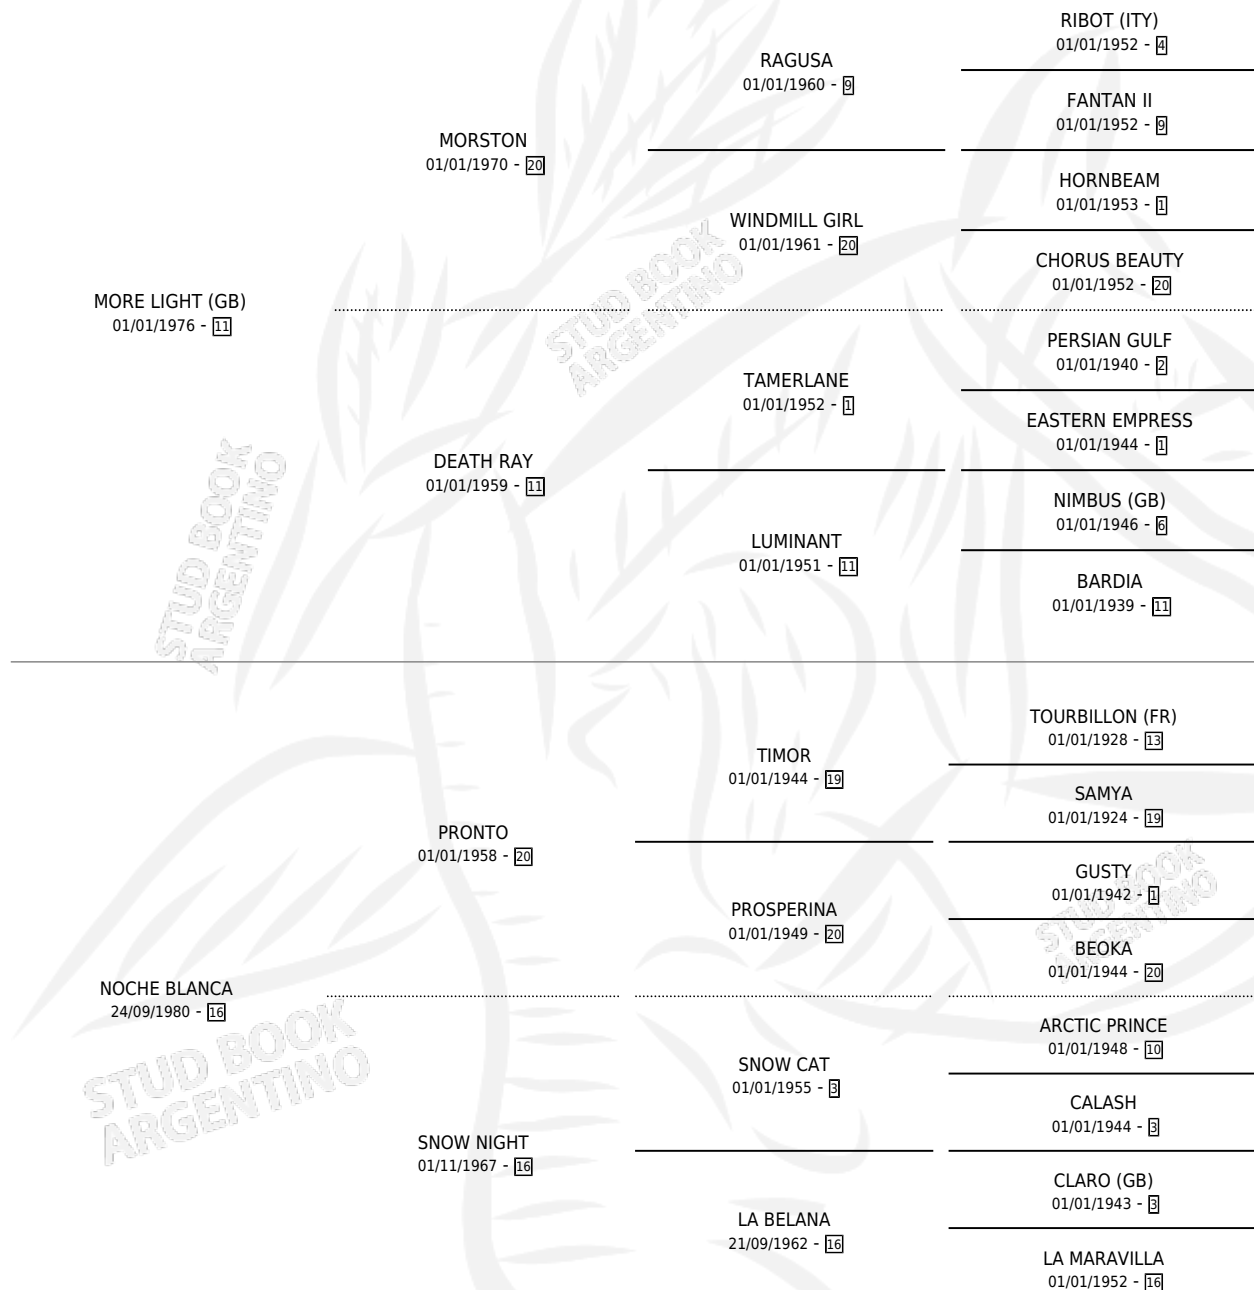 MORE LIGHT (GB)
01/01/1976 - 11
MORSTON
01/01/1970 - 20
DEATH RAY
01/01/1959 - 11
RAGUSA
01/01/1960 - 9
WINDMILL GIRL
01/01/1961 - 20
TAMERLANE
01/01/1952 - 1
LUMINANT
01/01/1951 - 11
RIBOT (ITY)
01/01/1952 - 4
FANTAN II
01/01/1952 - 9
HORNBEAM
01/01/1953 - 1
CHORUS BEAUTY
01/01/1952 - 20
PERSIAN GULF
01/01/1940 - 2
EASTERN EMPRESS
01/01/1944 - 1
NIMBUS (GB)
01/01/1946 - 6
BARDIA
01/01/1939 - 11
NOCHE BLANCA
24/09/1980 - 16
PRONTO
01/01/1958 - 20
SNOW NIGHT
01/11/1967 - 16
TIMOR
01/01/1944 - 19
PROSPERINA
01/01/1949 - 20
SNOW CAT
01/01/1955 - 3
LA BELANA
21/09/1962 - 16
TOURBILLON (FR)
01/01/1928 - 13
SAMYA
01/01/1924 - 19
GUSTY
01/01/1942 - 1
BEOKA
01/01/1944 - 20
ARCTIC PRINCE
01/01/1948 - 10
CALASH
01/01/1944 - 3
CLARO (GB)
01/01/1943 - 3
LA MARAVILLA
01/01/1952 - 16
STUD BOOK
ARGENTINO
STUD BOOK
ARGENTINO
STUD BOOK
ARGENTINO
STUD BOOK
ARGENTINO